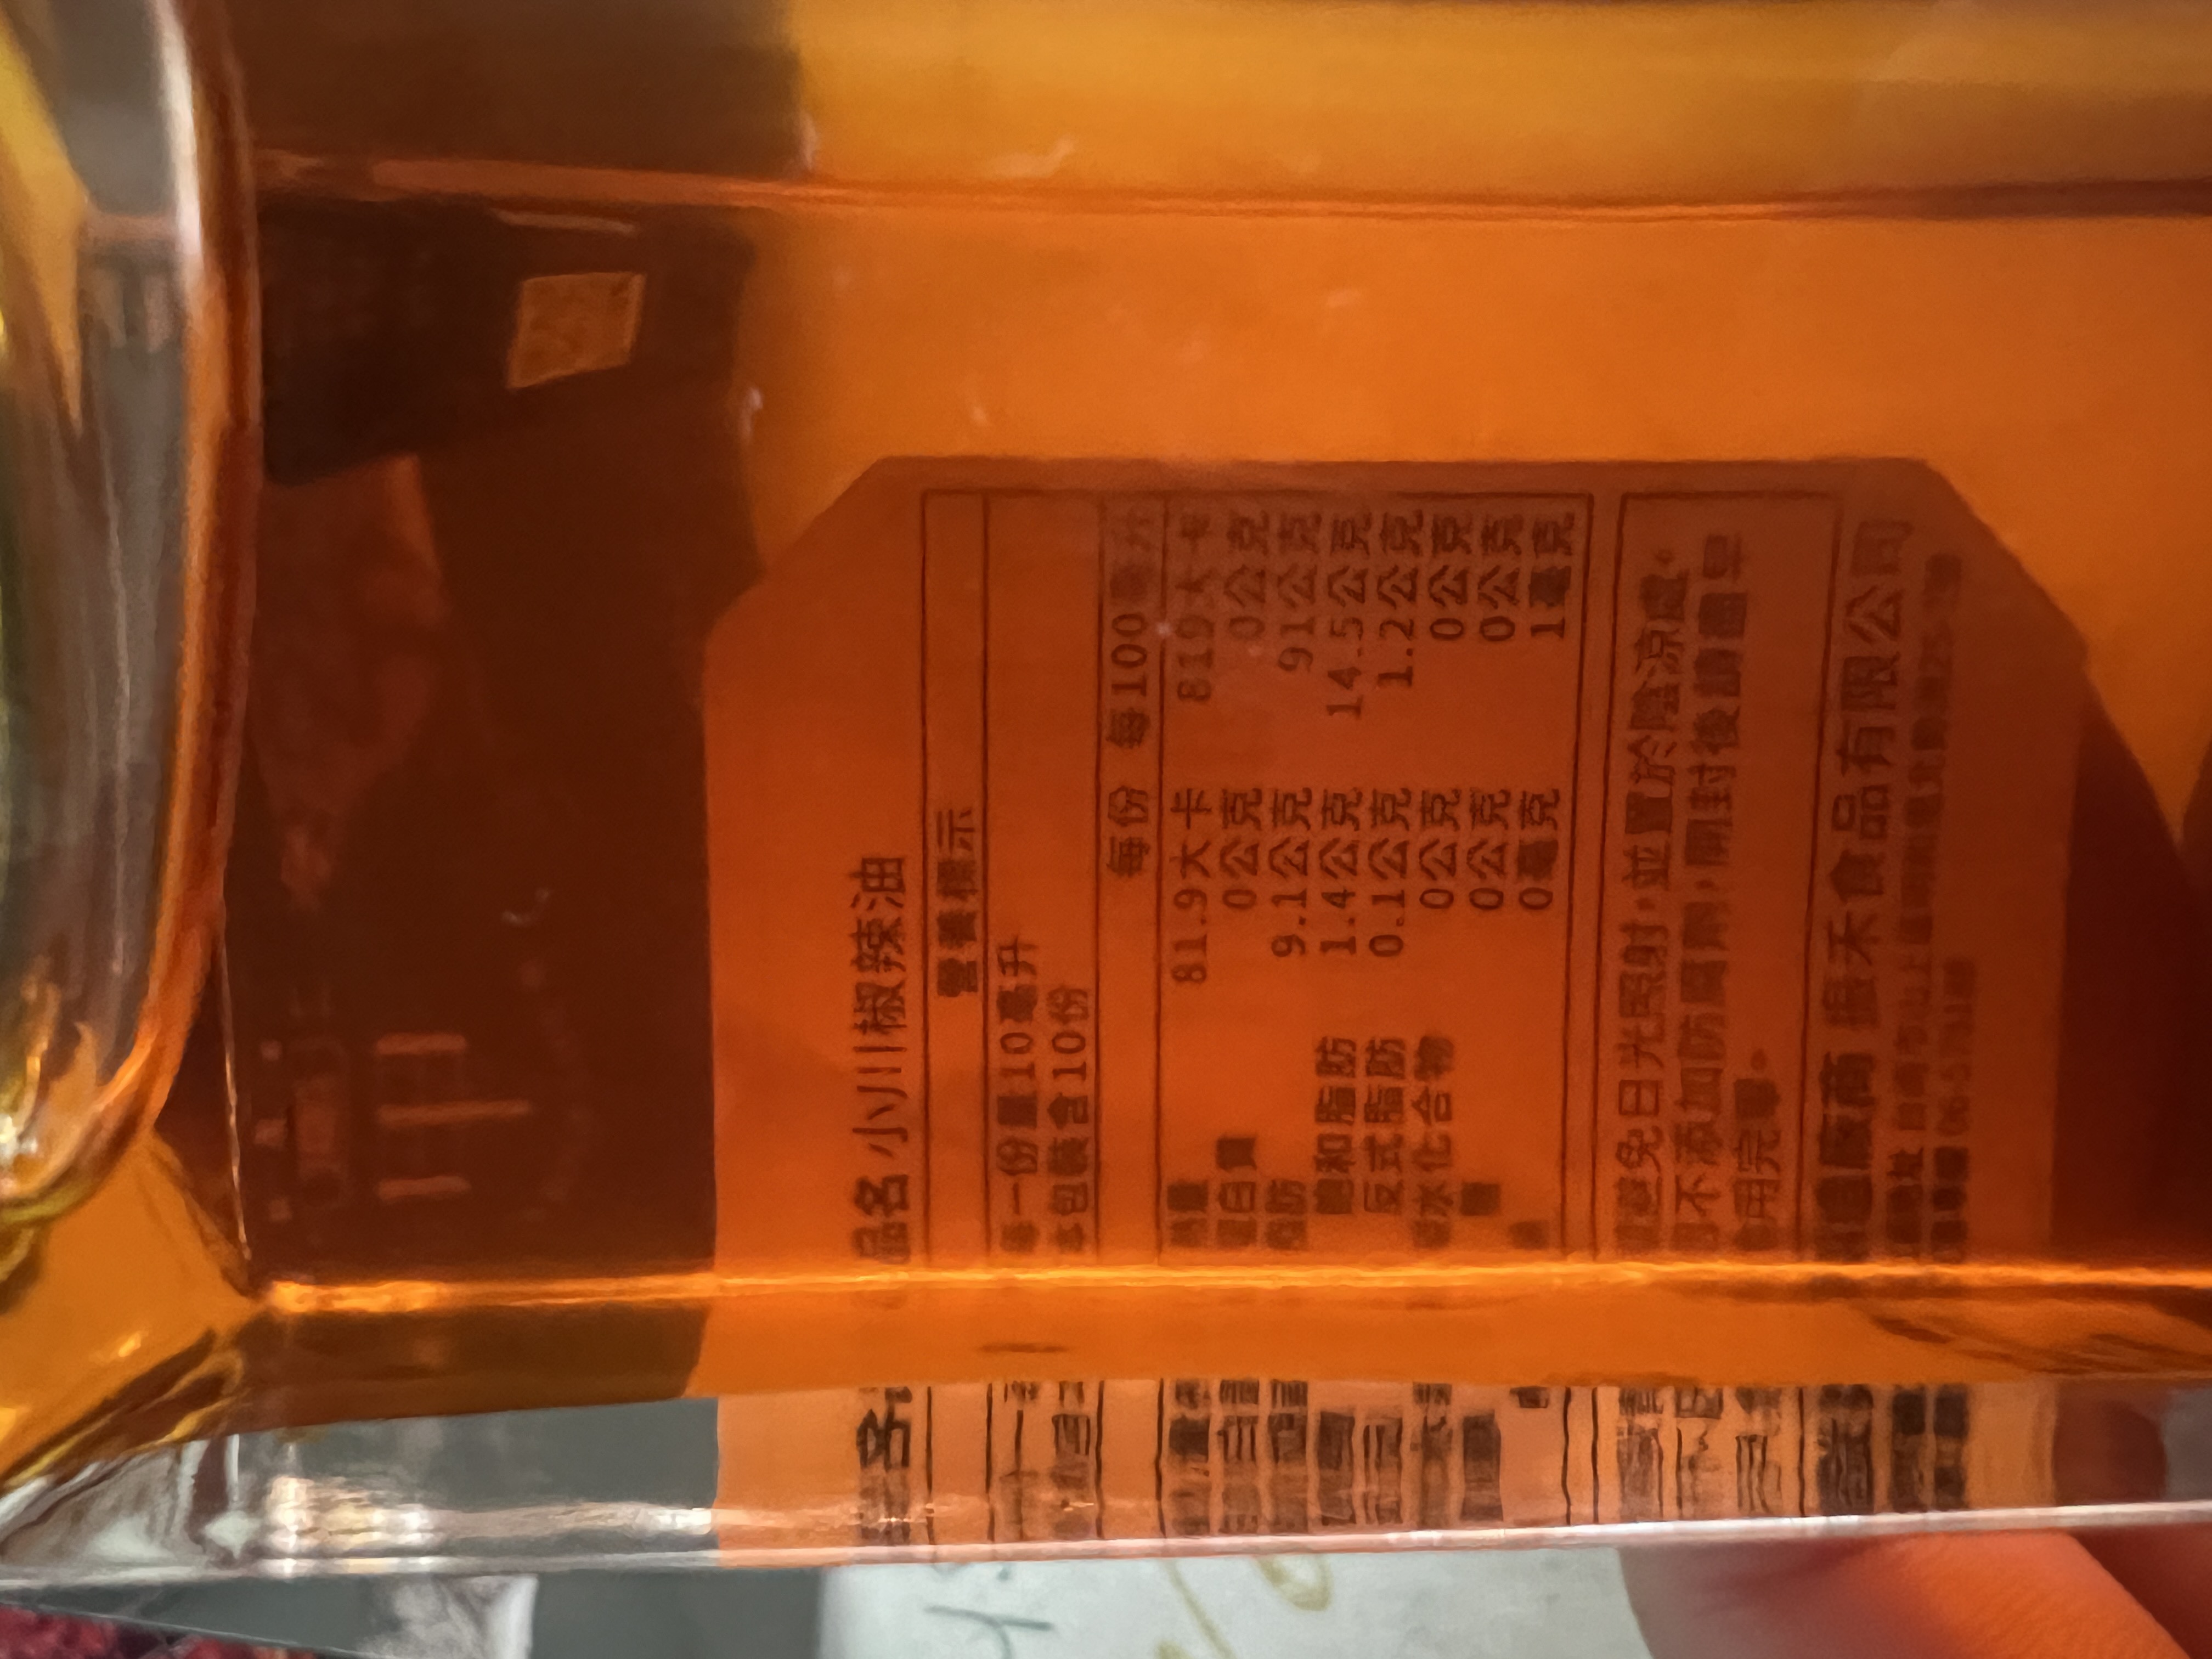 品名 小川椒辣油
營養標示
每一份量10毫升
本包裝含10份
每份 每100毫升
熱量 81.9大卡 819大卡
蛋白質 0公克 0公克
脂肪 9.1公克 91公克
飽和脂肪 1.4公克 14.5公克
反式脂肪 0.1公克 1.2公克
碳水化合物 0公克 0公克
糖 0公克 0公克
鈉 0毫克 1毫克
請避免日光照射,並置於陰涼處。
不添加防腐劑,開封後請盡早
用完畢。
廠商 禾食品有限公司